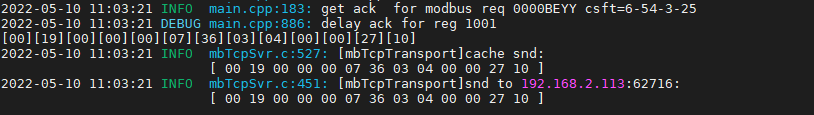 2022-05-10 11:03:21 INFO main.cpp:183: get ack for modbus req 0000BEYY csft=6-54-3-25
2022-05-10 11:03:21 DEBUG main.cpp:886: delay ack for reg 1001
[00][19][00][00][00][07][36][03][04][00][00][27][10]
2022-05-10 11:03:21 INFO mbTcpSvr.c:527: [mbTcpTransport]cache snd:
[ 00 19 00 00 00 07 36 03 04 00 00 27 10 ]
2022-05-10 11:03:21 INFO mbTcpSvr.c:451: [mbTcpTransport]snd to 192.168.2.113:62716:
[ 00 19 00 00 00 07 36 03 04 00 00 27 10 ]